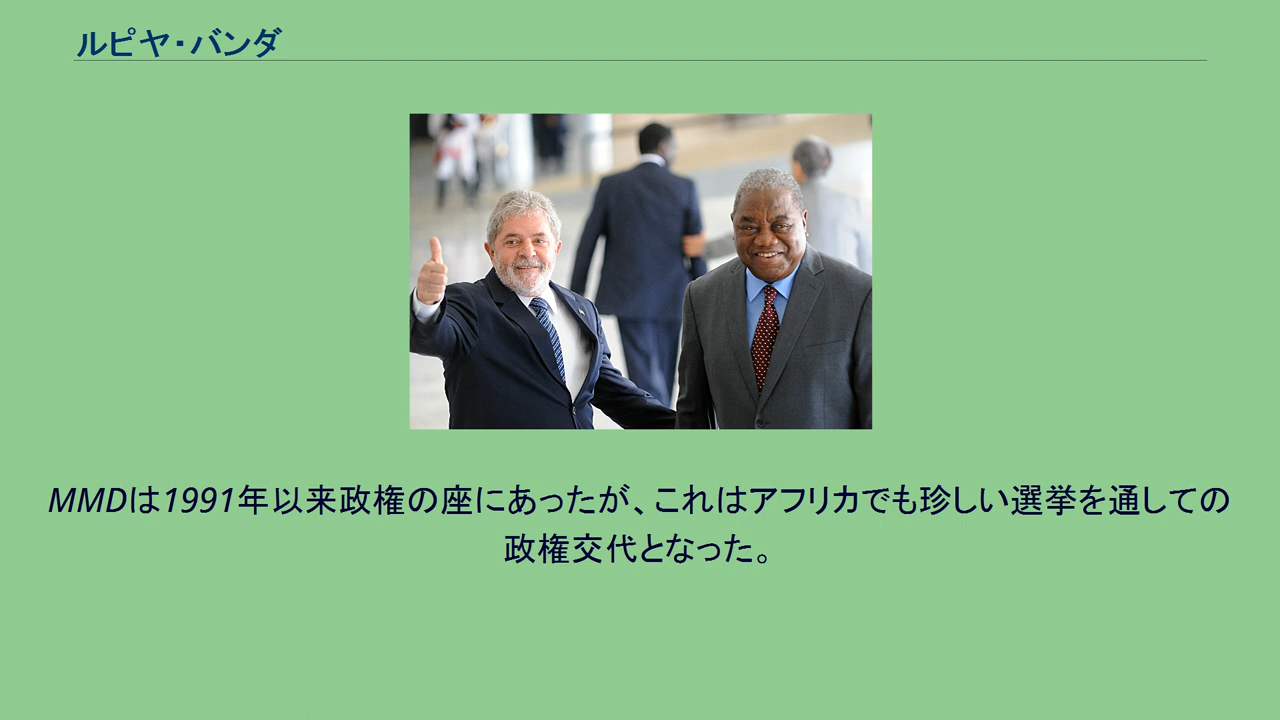 ルピヤ・バンダ
MMDは1991年以来政権の座にあったが、これはアフリカでも珍しい選挙を通しての
政権交代となった。